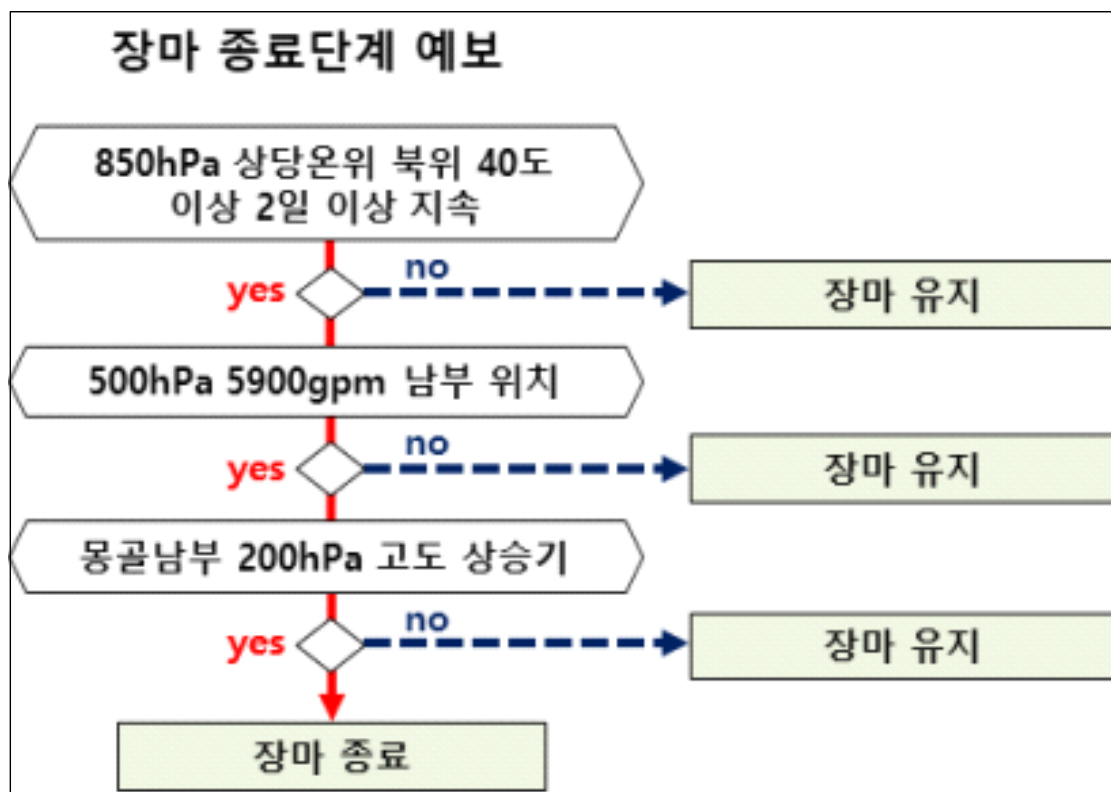 장마 종료단계 예보
850hPa 상당온위 북위 40도
이상 2일 이상 지속
yes
no
장마 유지
500hPa 5900gpm 남부 위치
yes
no
장마 유지
몽골남부 200hPa 고도 상승기
yes
no
장마 유지
장마 종료